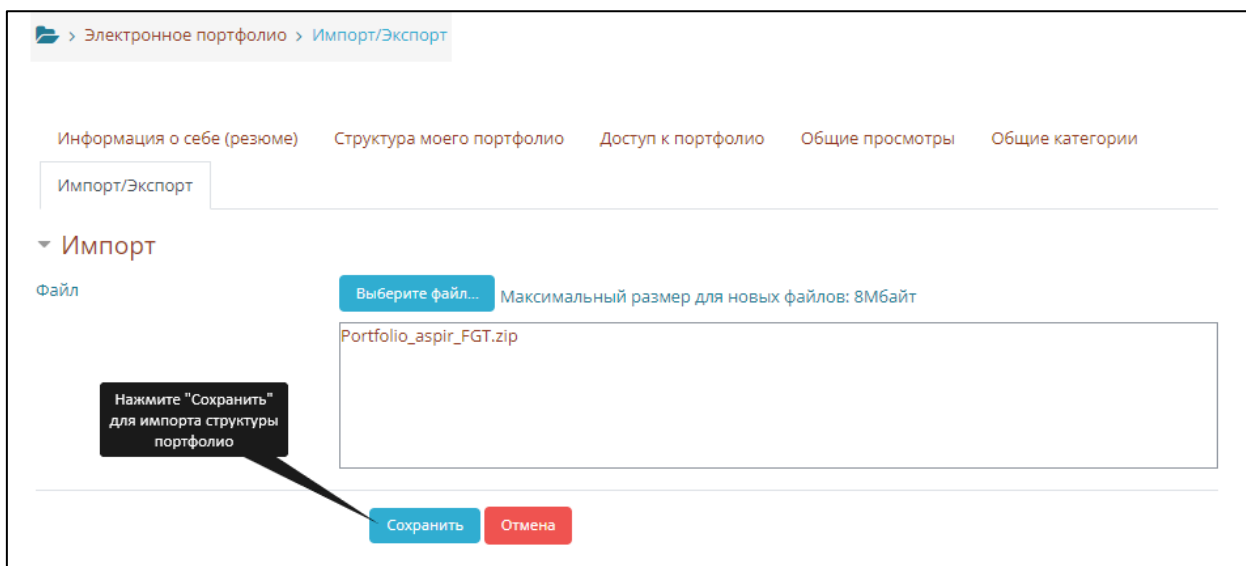 > Электронное портфолио > Импорт/Экспорт
Информация о себе (резюме) Структура моего портфолио Доступ к портфолио Общие просмотры Общие категории
Импорт/Экспорт
Импорт
Файл
Выберите файл... Максимальный размер для новых файлов: 8Мбайт
Portfolio_aspir_FGT.zip
Нажмите "Сохранить"
для импорта структуры
портфолио
Сохранить Отмена